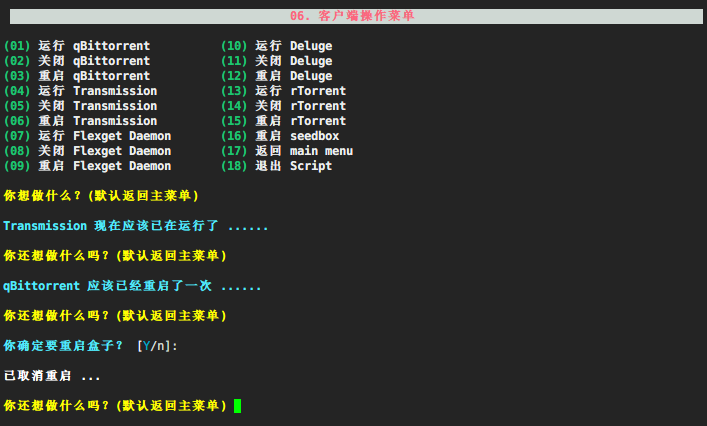 06. 客户端操作菜单
(01) 运行 qBittorrent (10) 运行 Deluge
(02) 关闭 qBittorrent (11) 关闭 Deluge
(03) 重启 qBittorrent (12) 重启 Deluge
(04) 运行 Transmission (13) 运行 rTorrent
(05) 关闭 Transmission (14) 关闭 rTorrent
(06) 重启 Transmission (15) 重启 rTorrent
(07) 运行 Flexget Daemon (16) 重启 seedbox
(08) 关闭 Flexget Daemon (17) 返回 main menu
(09) 重启 Flexget Daemon (18) 退出 Script
你想做什么？(默认返回主菜单)
Transmission 现在应该已在运行了 ......
你还想做什么吗？(默认返回主菜单)
qBittorrent 应该已经重启了一次 ......
你还想做什么吗？(默认返回主菜单)
你确定要重启盒子？ [Y/n]:
已取消重启 ...
你还想做什么吗？(默认返回主菜单)